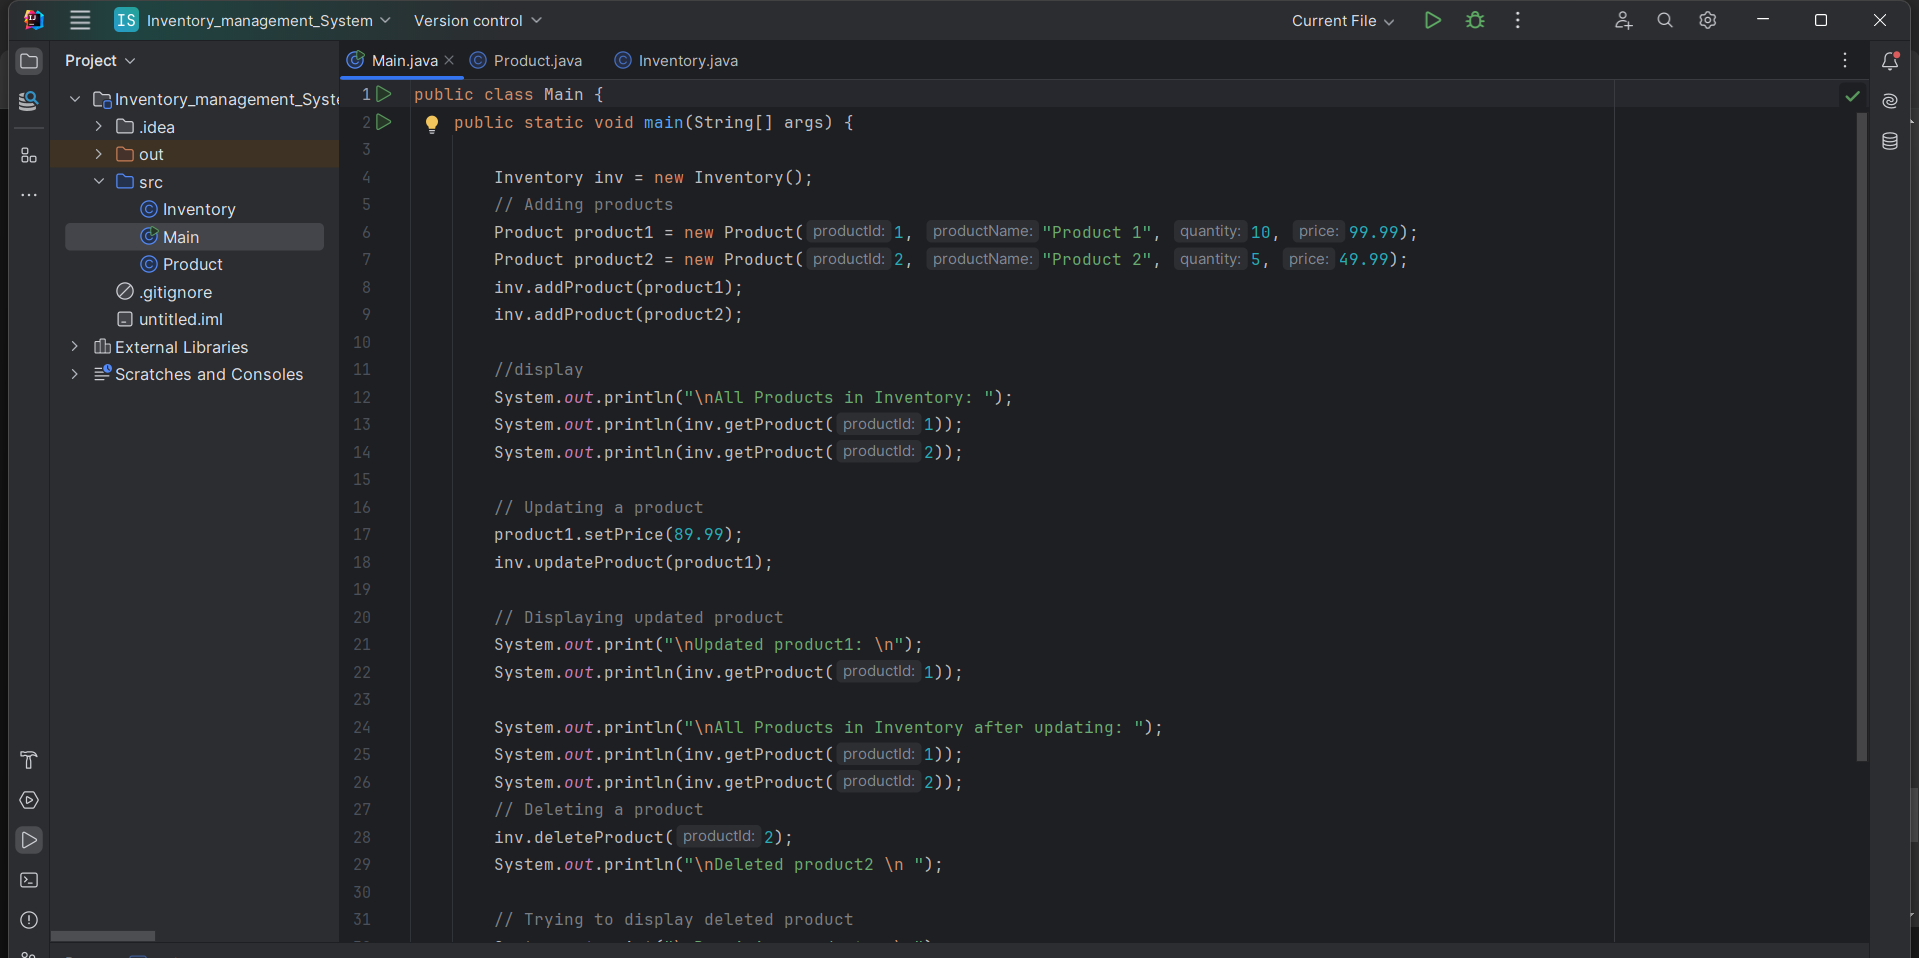 IS Inventory_management_System Version control Current File
Project
Main.java Product.java Inventory.java
Inventory_management_Syste
.idea
out
src
Inventory
Main
Product
.gitignore
untitled.iml
External Libraries
Scratches and Consoles
1 public class Main {
2 public static void main(String[] args) {
3
4 Inventory inv = new Inventory();
5 // Adding products
6 Product product1 = new Product( productId: 1, productName: "Product 1", quantity: 10, price: 99.99);
7 Product product2 = new Product( productId: 2, productName: "Product 2", quantity: 5, price: 49.99);
8 inv.addProduct(product1);
9 inv.addProduct(product2);
10
11 //display
12 System.out.println("\nAll Products in Inventory: ");
13 System.out.println(inv.getProduct( productId: 1));
14 System.out.println(inv.getProduct( productId: 2));
15
16 // Updating a product
17 product1.setPrice(89.99);
18 inv.updateProduct(product1);
19
20 // Displaying updated product
21 System.out.print("\nUpdated product1: \n");
22 System.out.println(inv.getProduct( productId: 1));
23
24 System.out.println("\nAll Products in Inventory after updating: ");
25 System.out.println(inv.getProduct( productId: 1));
26 System.out.println(inv.getProduct( productId: 2));
27 // Deleting a product
28 inv.deleteProduct( productId: 2);
29 System.out.println("\nDeleted product2 \n ");
30
31 // Trying to display deleted product